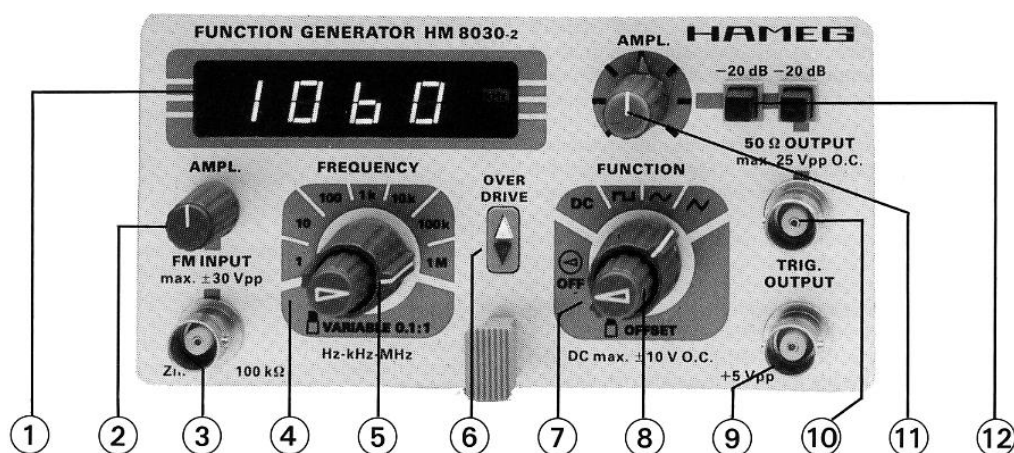 FUNCTION GENERATOR HM 8030-2
AMPL.
HAMEG
-20 dB -20 dB
1060
50 Ω OUTPUT
max. 25 Vpp O.C.
AMPL.
FREQUENCY
1
10
100
1k
10k
100k
1M
OVER
DRIVE
FUNCTION
DC
OFF
FM INPUT
max. ±30 Vpp
VARIABLE 0.1:1
Hz-kHz-MHz
OFFSET
DC max. ±10 V O.C.
TRIG.
OUTPUT
100 kΩ
+5 Vpp
1 2 3 4 5 6 7 8 9 10 11 12